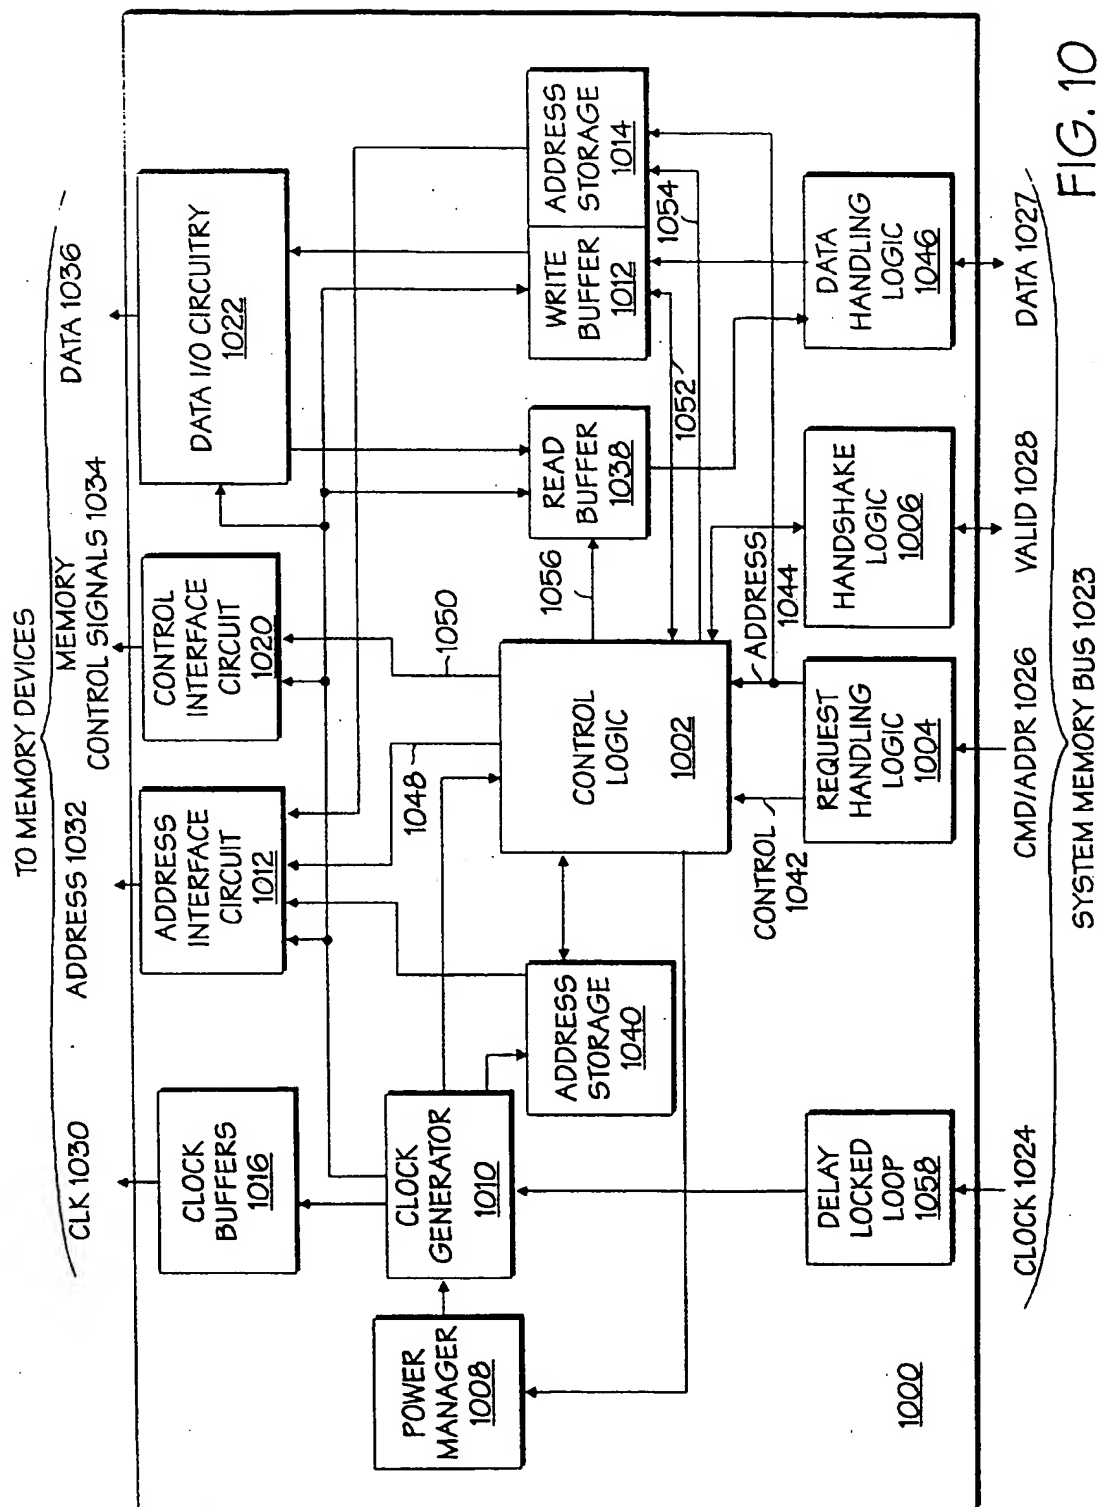 TO MEMORY DEVICES
CLK 1030
ADDRESS 1032
MEMORY
CONTROL SIGNALS 1034
DATA 1036
CLOCK
BUFFERS
1016
ADDRESS
INTERFACE
CIRCUIT
1012
CONTROL
INTERFACE
CIRCUIT
1020
DATA I/O CIRCUITRY
1022
POWER
MANAGER
1008
CLOCK
GENERATOR
1010
1048
1050
ADDRESS
STORAGE
1040
CONTROL
LOGIC
1002
1056
READ
BUFFER
1038
WRITE
BUFFER
1012
ADDRESS
STORAGE
1014
1052
1054
CONTROL
1042
ADDRESS
1044
DELAY
LOCKED
LOOP
1058
REQUEST
HANDLING
LOGIC
1004
HANDSHAKE
LOGIC
1006
DATA
HANDLING
LOGIC
1046
1000
CLOCK 1024
CMD/ADDR 1026
VALID 1028
DATA 1027
SYSTEM MEMORY BUS 1023
FIG. 10